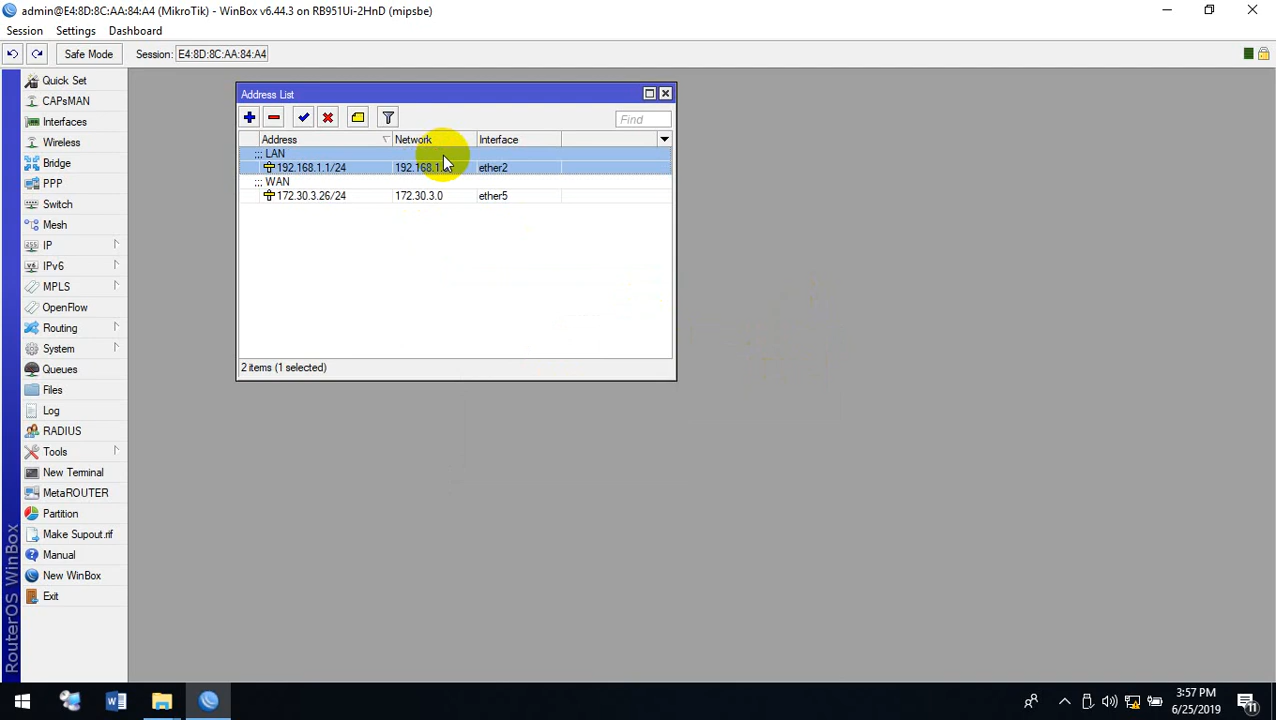 admin@E4:8D:8C:AA:84:A4 (MikroTik) - WinBox v6.44.3 on RB951Ui-2HnD (mipsbe)
Session Settings Dashboard
Safe Mode Session: E4:8D:8C:AA:84:A4
Quick Set
CAPsMAN
Interfaces
Wireless
Bridge
PPP
Switch
Mesh
IP
IPv6
MPLS
OpenFlow
Routing
System
Queues
Files
Log
RADIUS
Tools
New Terminal
MetaROUTER
Partition
Make Supout.rif
Manual
New WinBox
Exit
RouterOS WinBox
Address List
Find
Address Network Interface
;;; LAN
192.168.1.1/24 192.168.1. ether2
;;; WAN
172.30.3.26/24 172.30.3.0 ether5
2 items (1 selected)
3:57 PM
6/25/2019
11